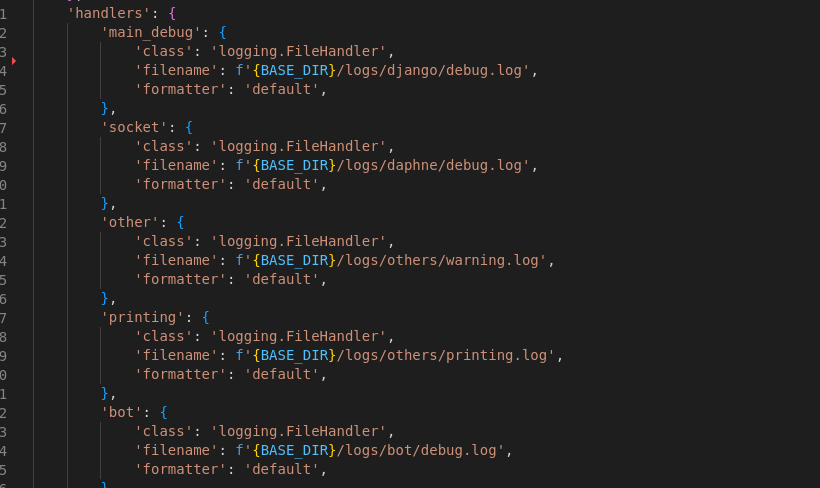 1 'handlers': {
2 'main_debug': {
3 'class': 'logging.FileHandler',
4 'filename': f'{BASE_DIR}/logs/django/debug.log',
5 'formatter': 'default',
6 },
7 'socket': {
8 'class': 'logging.FileHandler',
9 'filename': f'{BASE_DIR}/logs/daphne/debug.log',
0 'formatter': 'default',
1 },
2 'other': {
3 'class': 'logging.FileHandler',
4 'filename': f'{BASE_DIR}/logs/others/warning.log',
5 'formatter': 'default',
6 },
7 'printing': {
8 'class': 'logging.FileHandler',
9 'filename': f'{BASE_DIR}/logs/others/printing.log',
0 'formatter': 'default',
1 },
2 'bot': {
3 'class': 'logging.FileHandler',
4 'filename': f'{BASE_DIR}/logs/bot/debug.log',
5 'formatter': 'default',